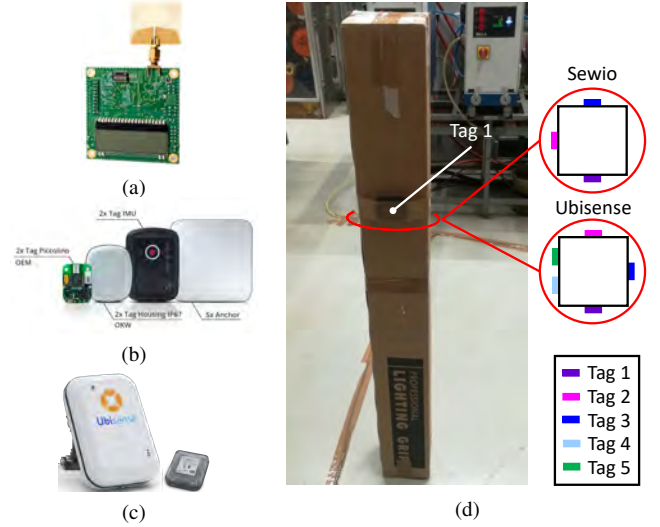 (a)
2x Tag IMU
2x Tag Piccolino
OEM
2x Tag Housing IP67
OKW
5x Anchor
(b)
Ubisense
(c)
Tag 1
PROFESSIONAL
LIGHTING GRIP
(d)
Sewio
Ubisense
Tag 1
Tag 2
Tag 3
Tag 4
Tag 5